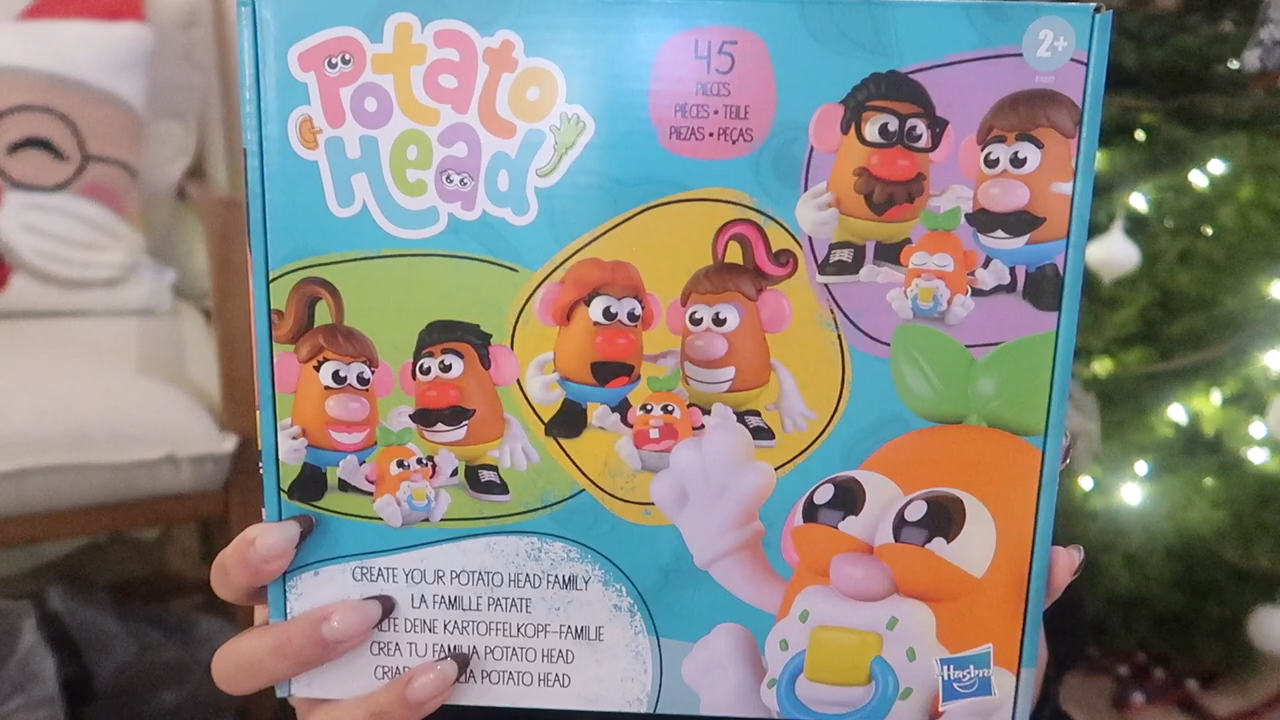 Potato
Head
45
PIECES
PIÈCES • TEILE
PIEZAS • PEÇAS
2+
CREATE YOUR POTATO HEAD FAMILY
LA FAMILLE PATATE
DEINE KARTOFFELKOPF-FAMILIE
CREA TU FAMILIA POTATO HEAD
POTATO HEAD
Hasbro